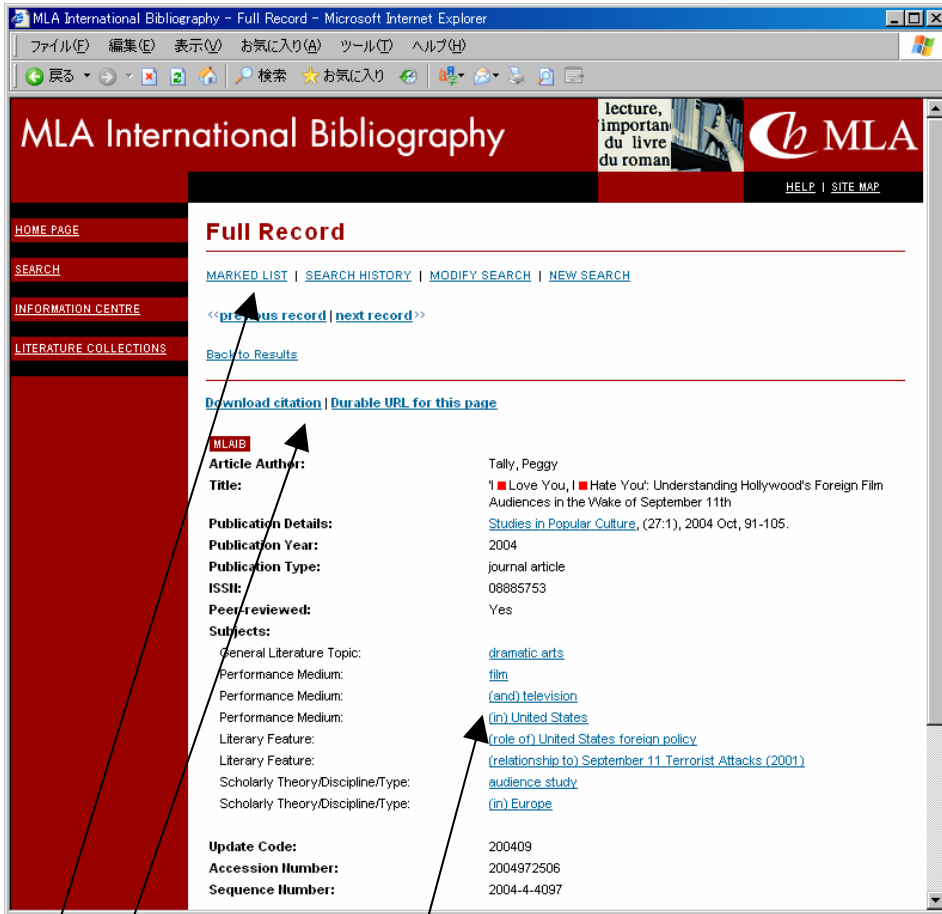 MLA International Bibliography - Full Record - Microsoft Internet Explorer
ファイル(F) 編集(E) 表示(V) お気に入り(A) ツール(T) ヘルプ(H)
戻る 検索 お気に入り
MLA International Bibliography
lecture,
importan
du livre
du roman
Ch MLA
HELP | SITE MAP
HOME PAGE
SEARCH
INFORMATION CENTRE
LITERATURE COLLECTIONS
Full Record
MARKED LIST | SEARCH HISTORY | MODIFY SEARCH | NEW SEARCH
<<previous record | next record>>
Back to Results
Download citation | Durable URL for this page
MLAIB
Article Author: Tally, Peggy
Title: 'I Love You, I Hate You': Understanding Hollywood's Foreign Film
Audiences in the Wake of September 11th
Publication Details: Studies in Popular Culture, (27:1), 2004 Oct, 91-105.
Publication Year: 2004
Publication Type: journal article
ISSN: 08885753
Peer-reviewed: Yes
Subjects:
General Literature Topic: dramatic arts
Performance Medium: film
Performance Medium: (and) television
Performance Medium: (in) United States
Literary Feature: (role of) United States foreign policy
Literary Feature: (relationship to) September 11 Terrorist Attacks (2001)
Scholarly Theory/Discipline/Type: audience study
Scholarly Theory/Discipline/Type: (in) Europe
Update Code: 200409
Accession Number: 2004972506
Sequence Number: 2004-4-4097